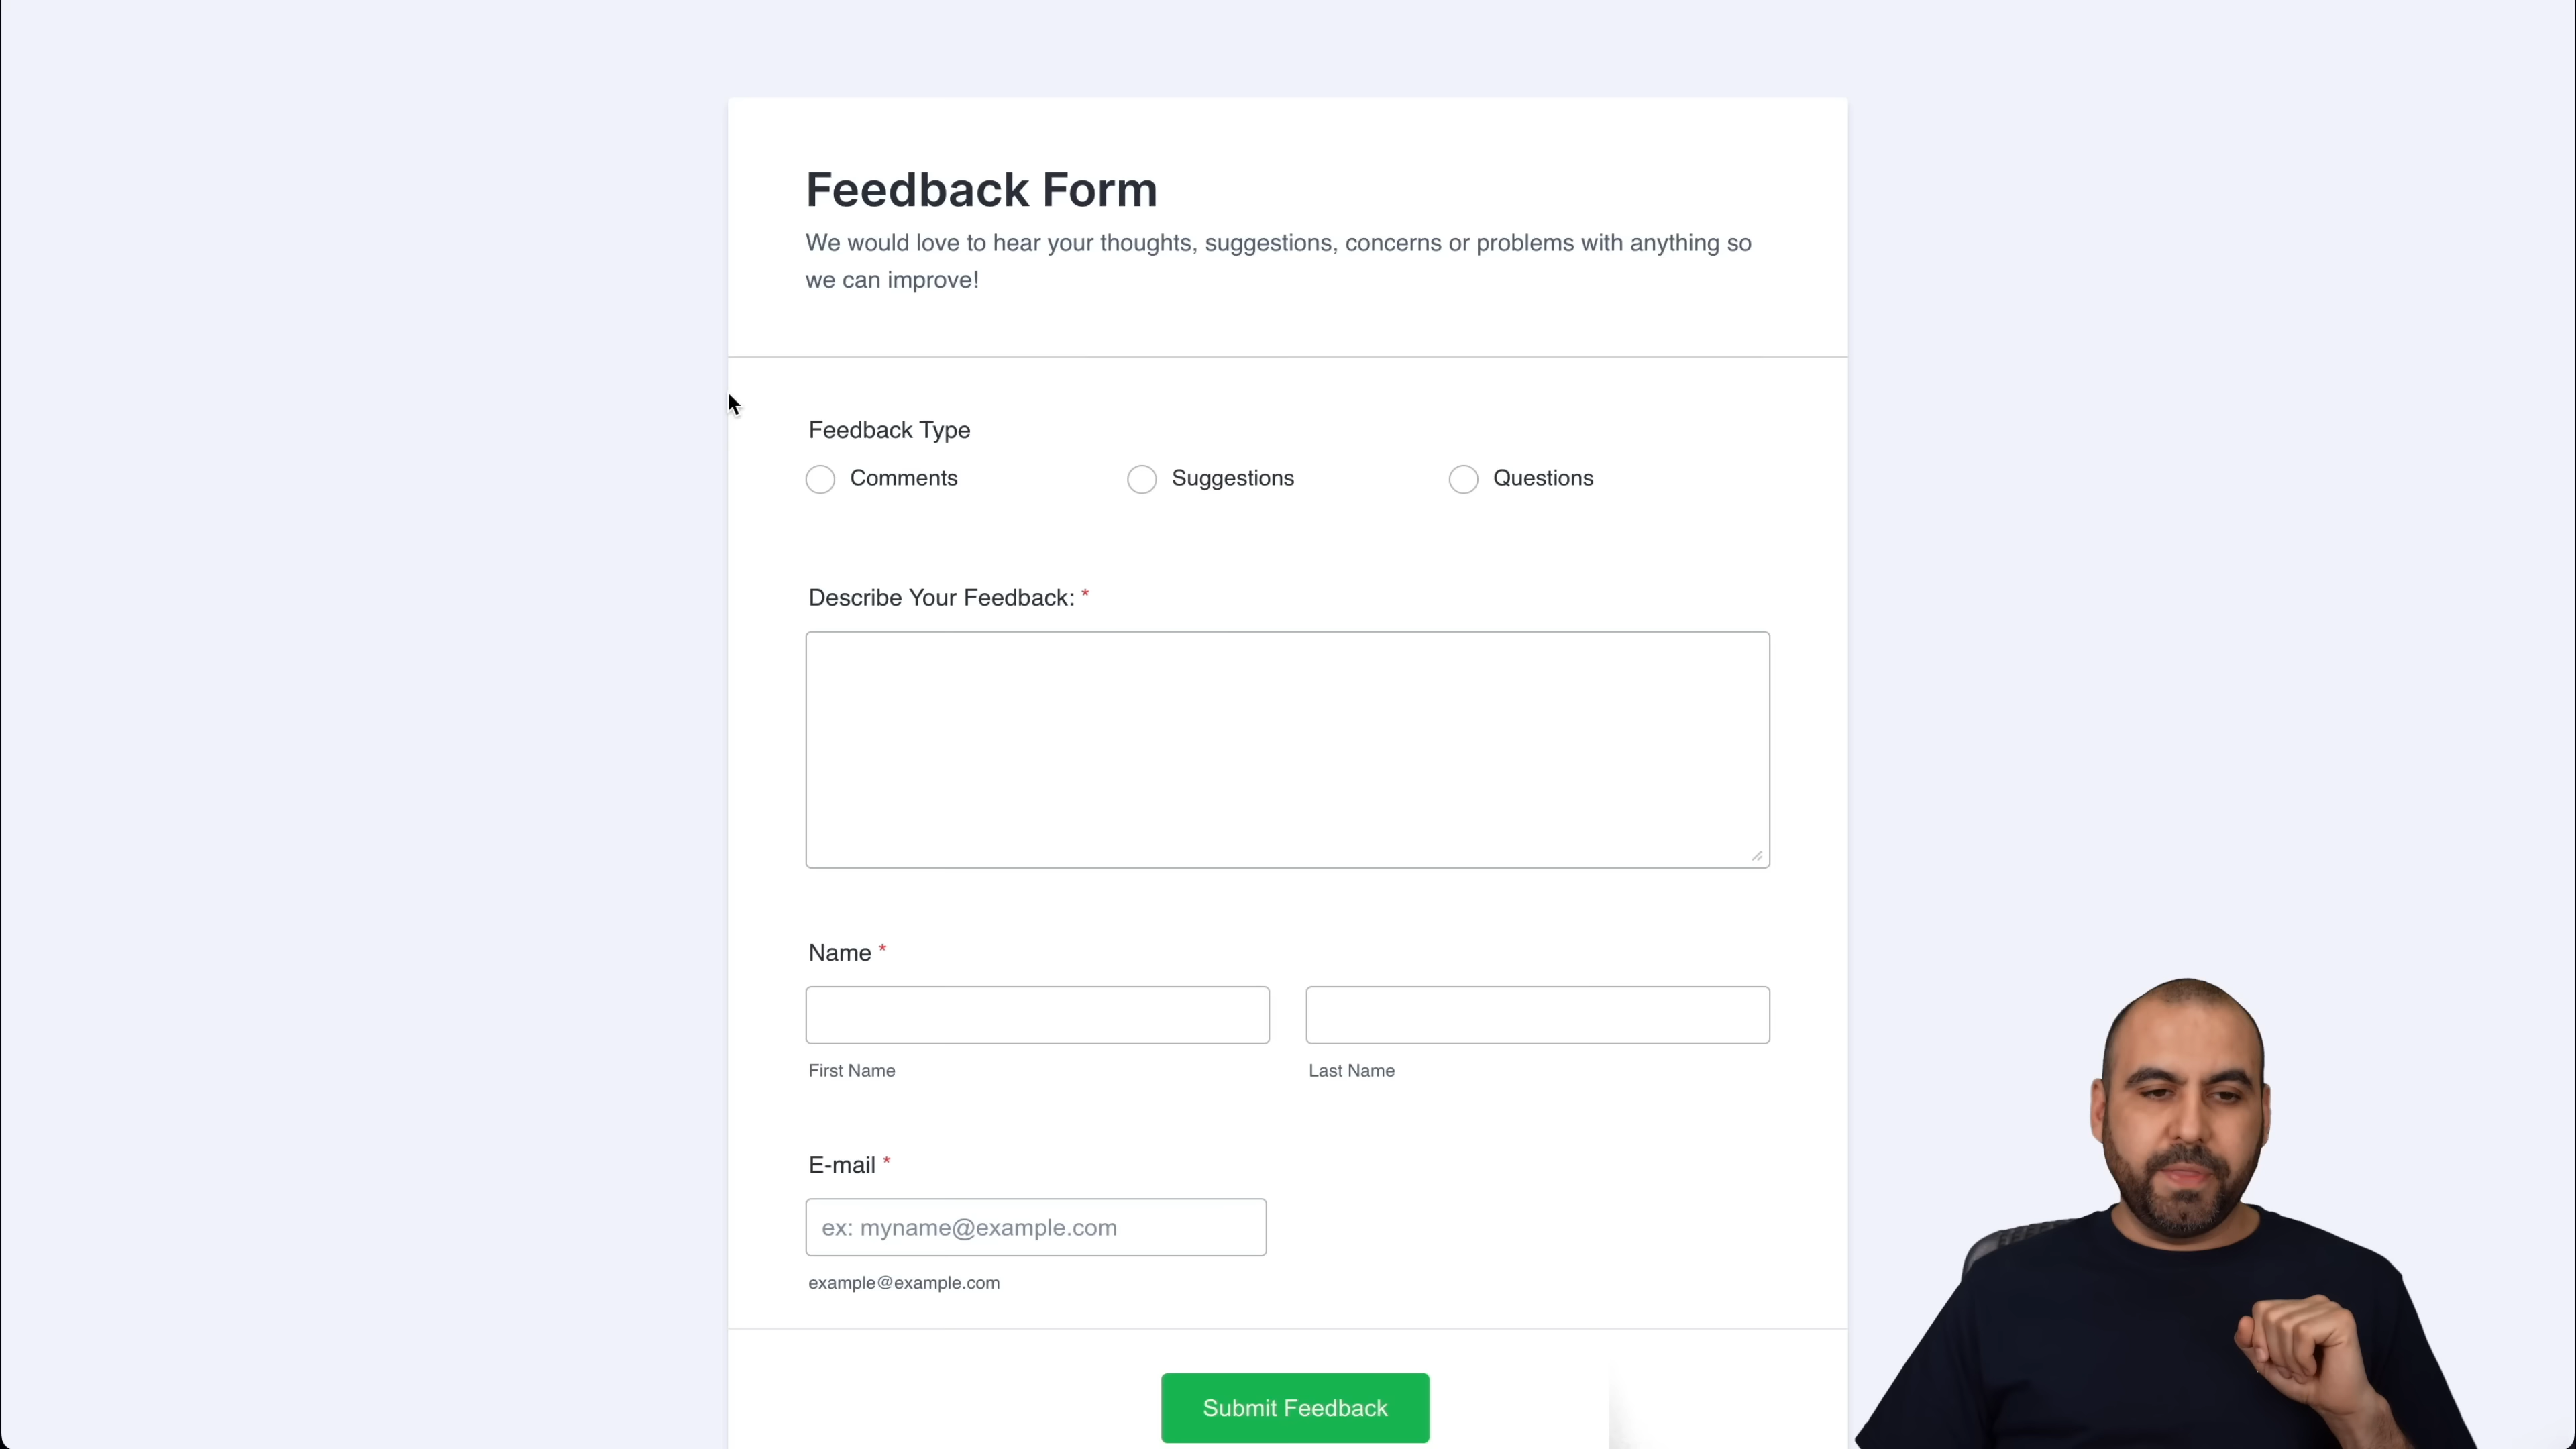 Feedback Form
We would love to hear your thoughts, suggestions, concerns or problems with anything so
we can improve!
Feedback Type
Comments Suggestions Questions
Describe Your Feedback: *
Name *
First Name Last Name
E-mail *
ex: myname@example.com
example@example.com
Submit Feedback